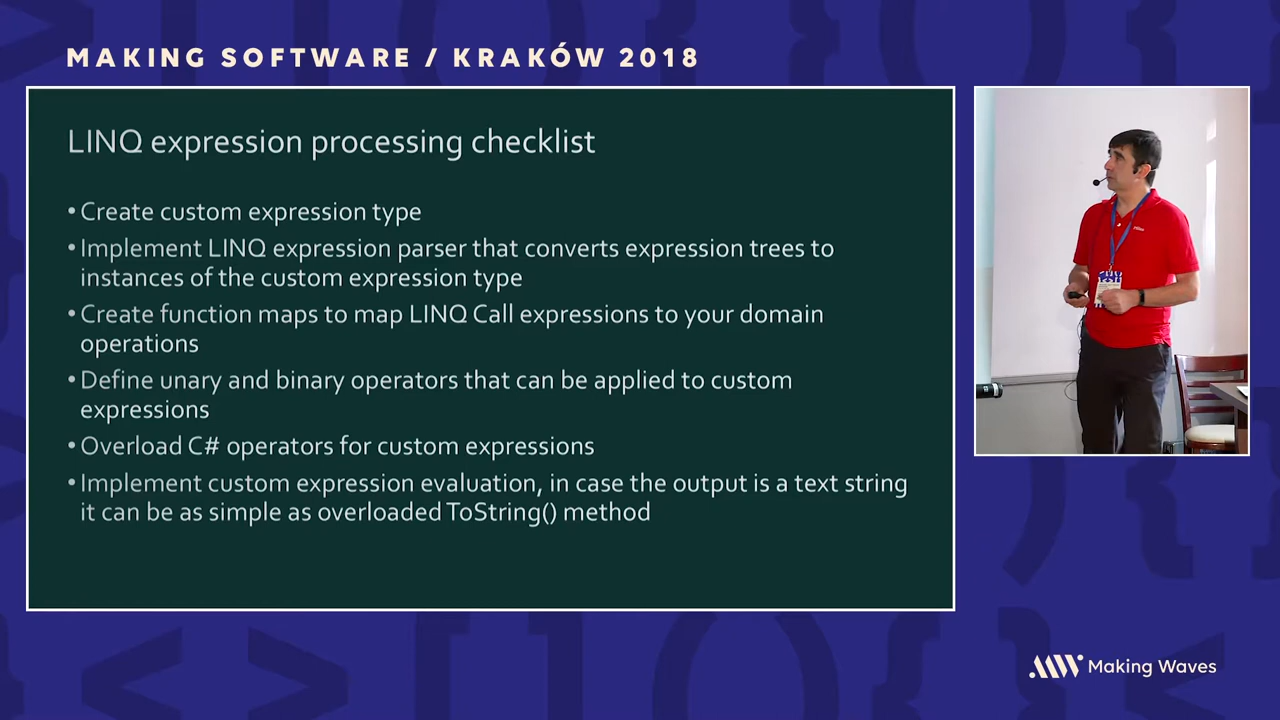 MAKING SOFTWARE / KRAKÓW 2018
LINQ expression processing checklist
•Create custom expression type
•Implement LINQ expression parser that converts expression trees to
instances of the custom expression type
•Create function maps to map LINQ Call expressions to your domain
operations
•Define unary and binary operators that can be applied to custom
expressions
•Overload C# operators for custom expressions
•Implement custom expression evaluation, in case the output is a text string
it can be as simple as overloaded ToString() method
Making Waves